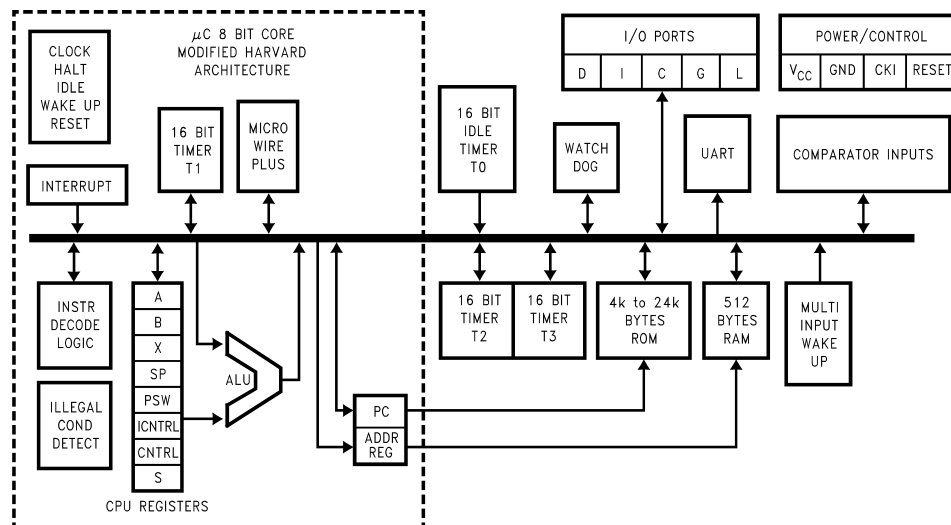 μC 8 BIT CORE
MODIFIED HARVARD
ARCHITECTURE
CLOCK
HALT
IDLE
WAKE UP
RESET
16 BIT
TIMER
T1
MICRO
WIRE
PLUS
INTERRUPT
I/O PORTS
D I C G L
POWER/CONTROL
VCC GND CKI RESET
16 BIT
IDLE
TIMER
T0
WATCH
DOG
UART
COMPARATOR INPUTS
INSTR
DECODE
LOGIC
ILLEGAL
COND
DETECT
A
B
X
SP
PSW
ICNTRL
CNTRL
S
CPU REGISTERS
ALU
PC
ADDR
REG
16 BIT
TIMER
T2
16 BIT
TIMER
T3
4k to 24k
BYTES
ROM
512
BYTES
RAM
MULTI
INPUT
WAKE
UP